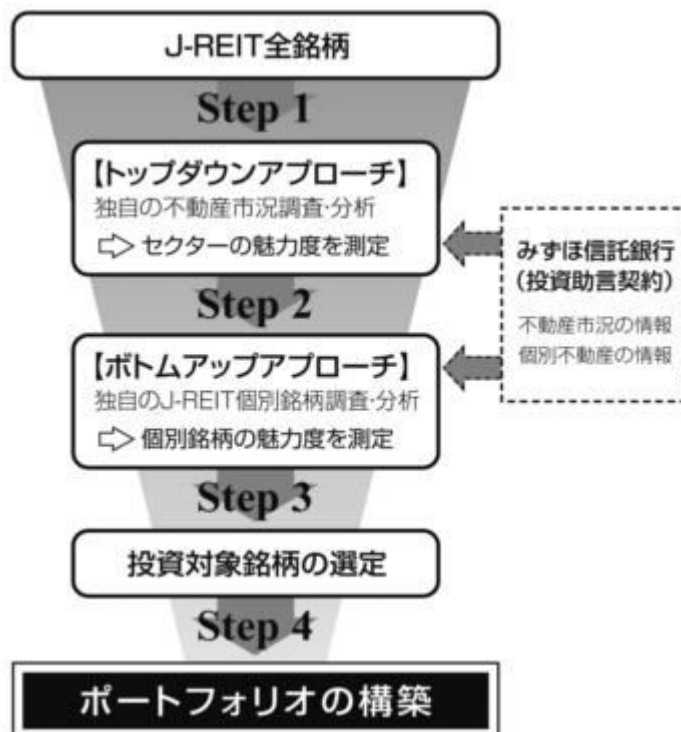 J-REIT全銘柄
Step 1
【トップダウンアプローチ】
独自の不動産市況調査・分析
⇨ セクターの魅力度を測定
みずほ信託銀行
(投資助言契約)
不動産市況の情報
個別不動産の情報
Step 2
【ボトムアップアプローチ】
独自のJ-REIT個別銘柄調査・分析
⇨ 個別銘柄の魅力度を測定
Step 3
投資対象銘柄の選定
Step 4
ポートフォリオの構築